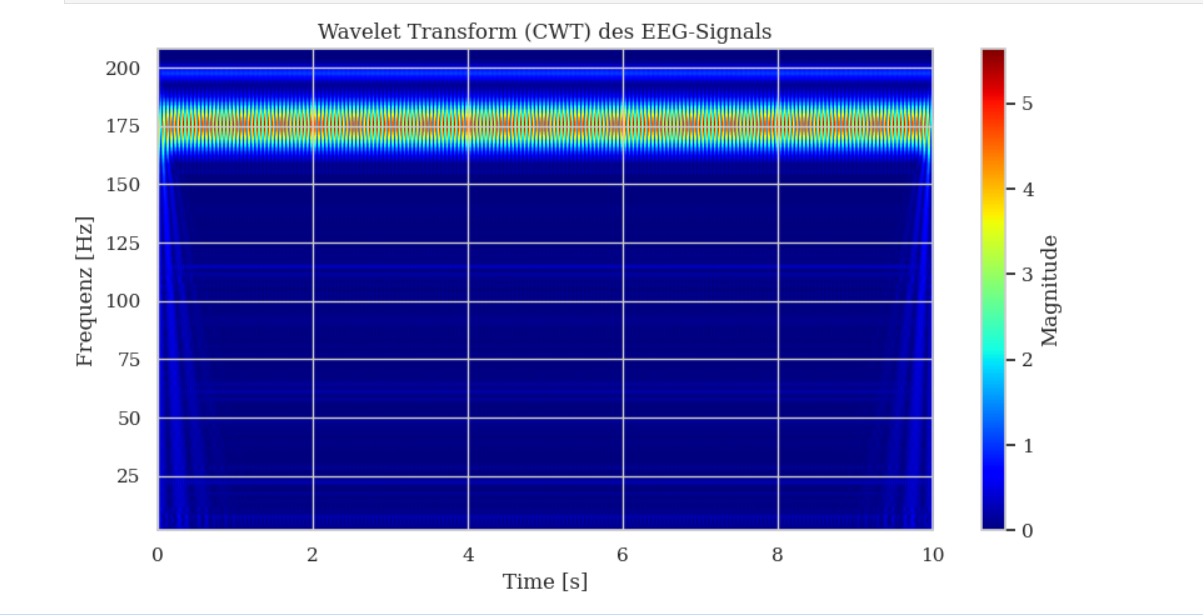 Wavelet Transform (CWT) des EEG-Signals
200
175
150
125
100
75
50
25
Frequenz [Hz]
0 2 4 6 8 10
Time [s]
5
4
3
2
1
0
Magnitude